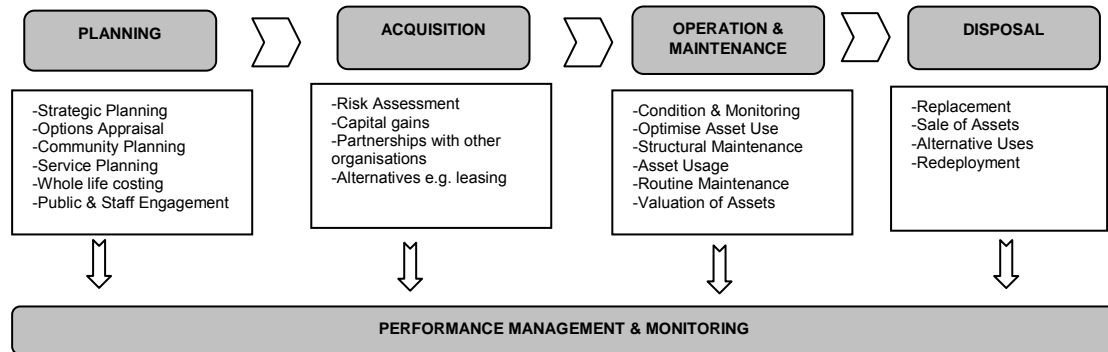 PLANNING
ACQUISITION
OPERATION &
MAINTENANCE
DISPOSAL
-Strategic Planning
-Options Appraisal
-Community Planning
-Service Planning
-Whole life costing
-Public & Staff Engagement
-Risk Assessment
-Capital gains
-Partnerships with other
organisations
-Alternatives e.g. leasing
-Condition & Monitoring
-Optimise Asset Use
-Structural Maintenance
-Asset Usage
-Routine Maintenance
-Valuation of Assets
-Replacement
-Sale of Assets
-Alternative Uses
-Redeployment
PERFORMANCE MANAGEMENT & MONITORING